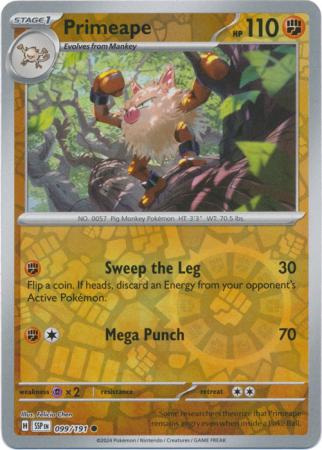 STAGE 1
Primeape
HP 110
Evolves from Mankey
NO. 0057 Pig Monkey Pokémon HT: 3'3" WT: 70.5 lbs.
Sweep the Leg 30
Flip a coin. If heads, discard an Energy from your opponent's
Active Pokémon.
Mega Punch 70
weakness ×2 resistance retreat
Illus. Felicia Chen
H SSP EN 099/191
Some researchers theorize that Primeape
remains angry even when inside a Poké Ball.
©2024 Pokémon / Nintendo / Creatures / GAME FREAK